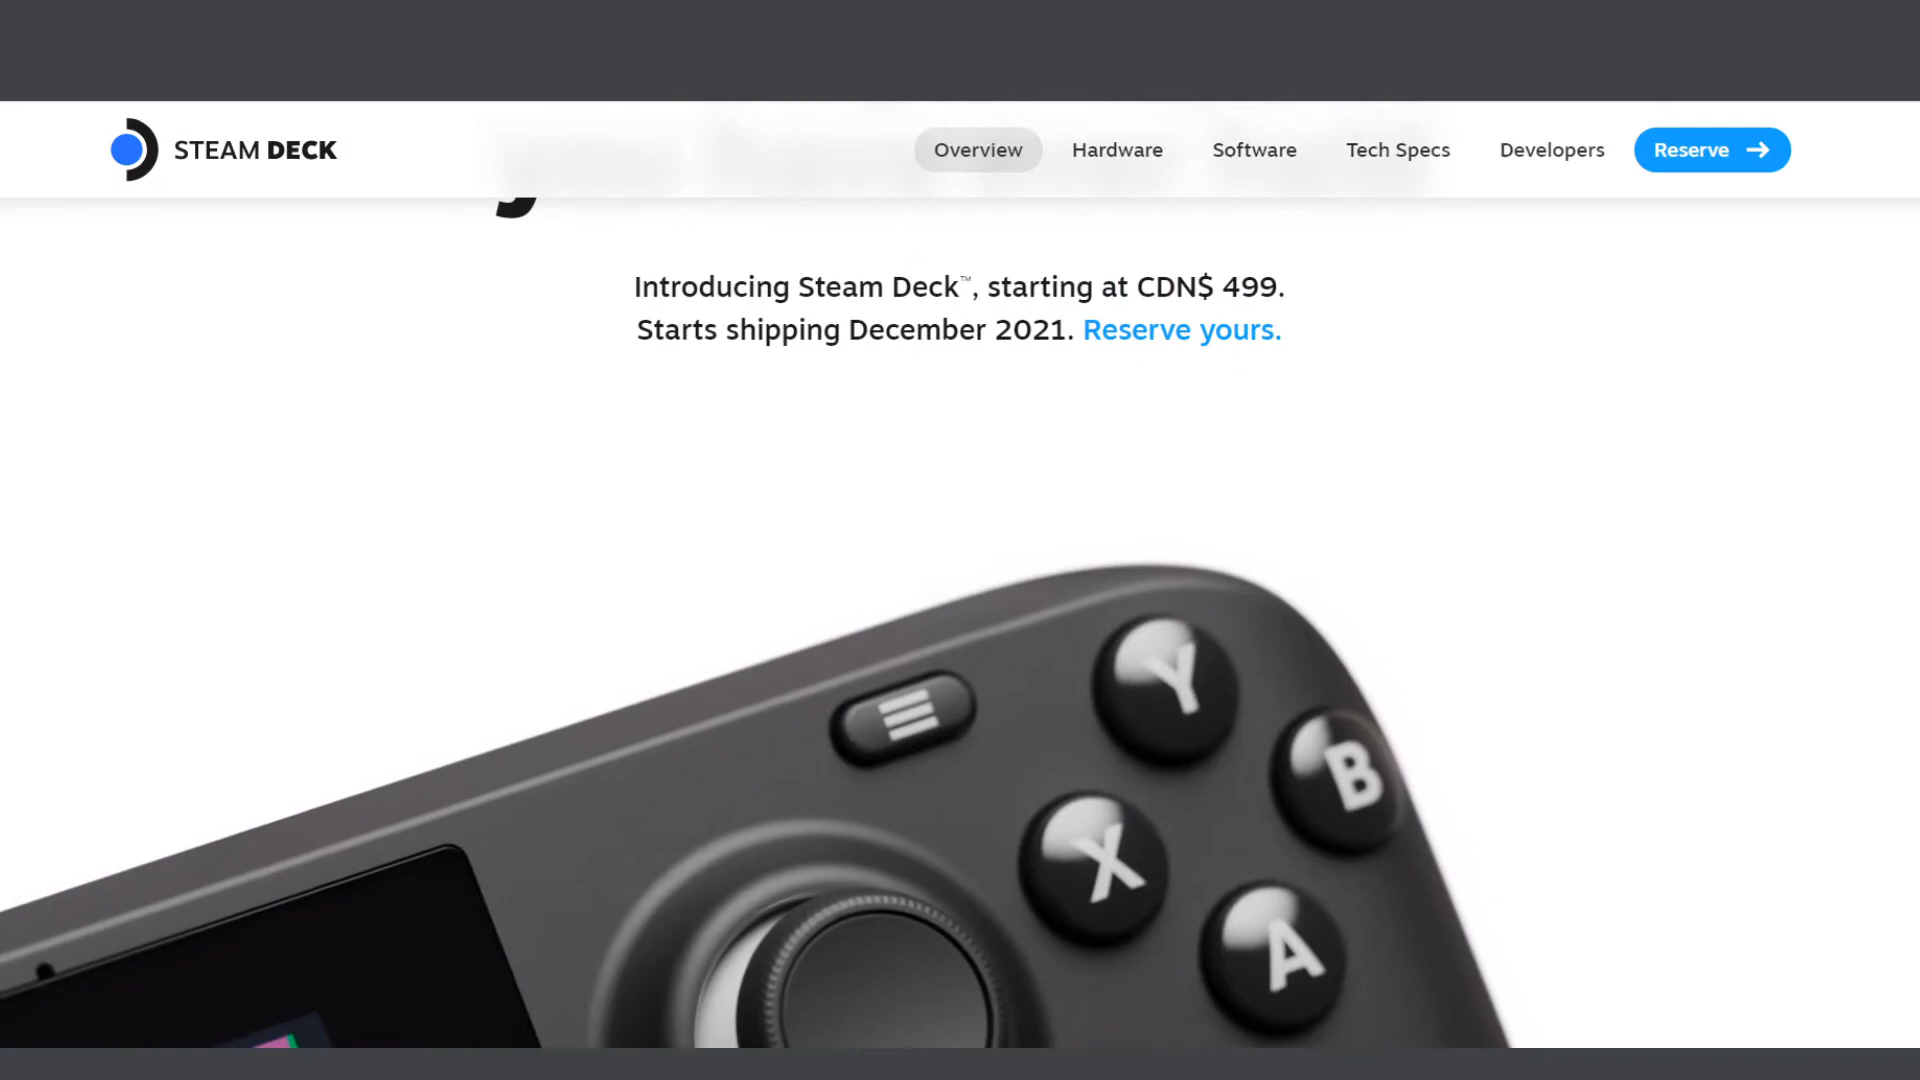 STEAM DECK
Overview
Hardware
Software
Tech Specs
Developers
Reserve →
Introducing Steam Deck™, starting at CDN$ 499.
Starts shipping December 2021. Reserve yours.
Y
B
X
A